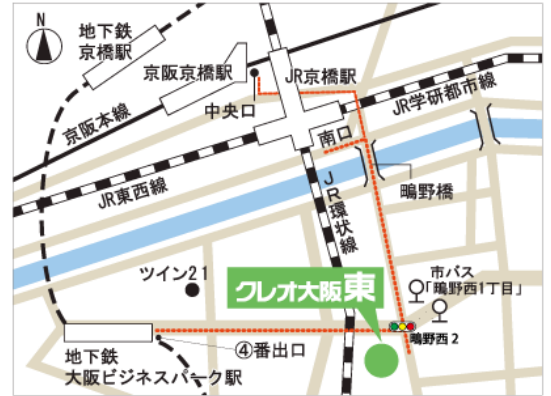 N
地下鉄
京橋駅
京阪京橋駅
JR京橋駅
中央口
京阪本線
JR学研都市線
南口
JR東西線
JR環状線
鴫野橋
ツイン21
クレオ大阪東
市バス
「鴫野西1丁目」
鴫野西2
④番出口
地下鉄
大阪ビジネスパーク駅